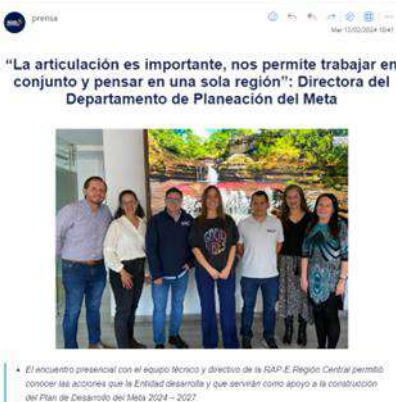 prensa
Mar 13/02/2024 10:41
“La articulación es importante, nos permite trabajar en
conjunto y pensar en una sola región”: Directora del
Departamento de Planeación del Meta
GOOD
El encuentro presencial con el equipo técnico y directivo de la RAP-E Región Central permitió
conocer las acciones que la Entidad desarrolla y que servirán como apoyo a la construcción
del Plan de Desarrollo del Meta 2024 – 2027.